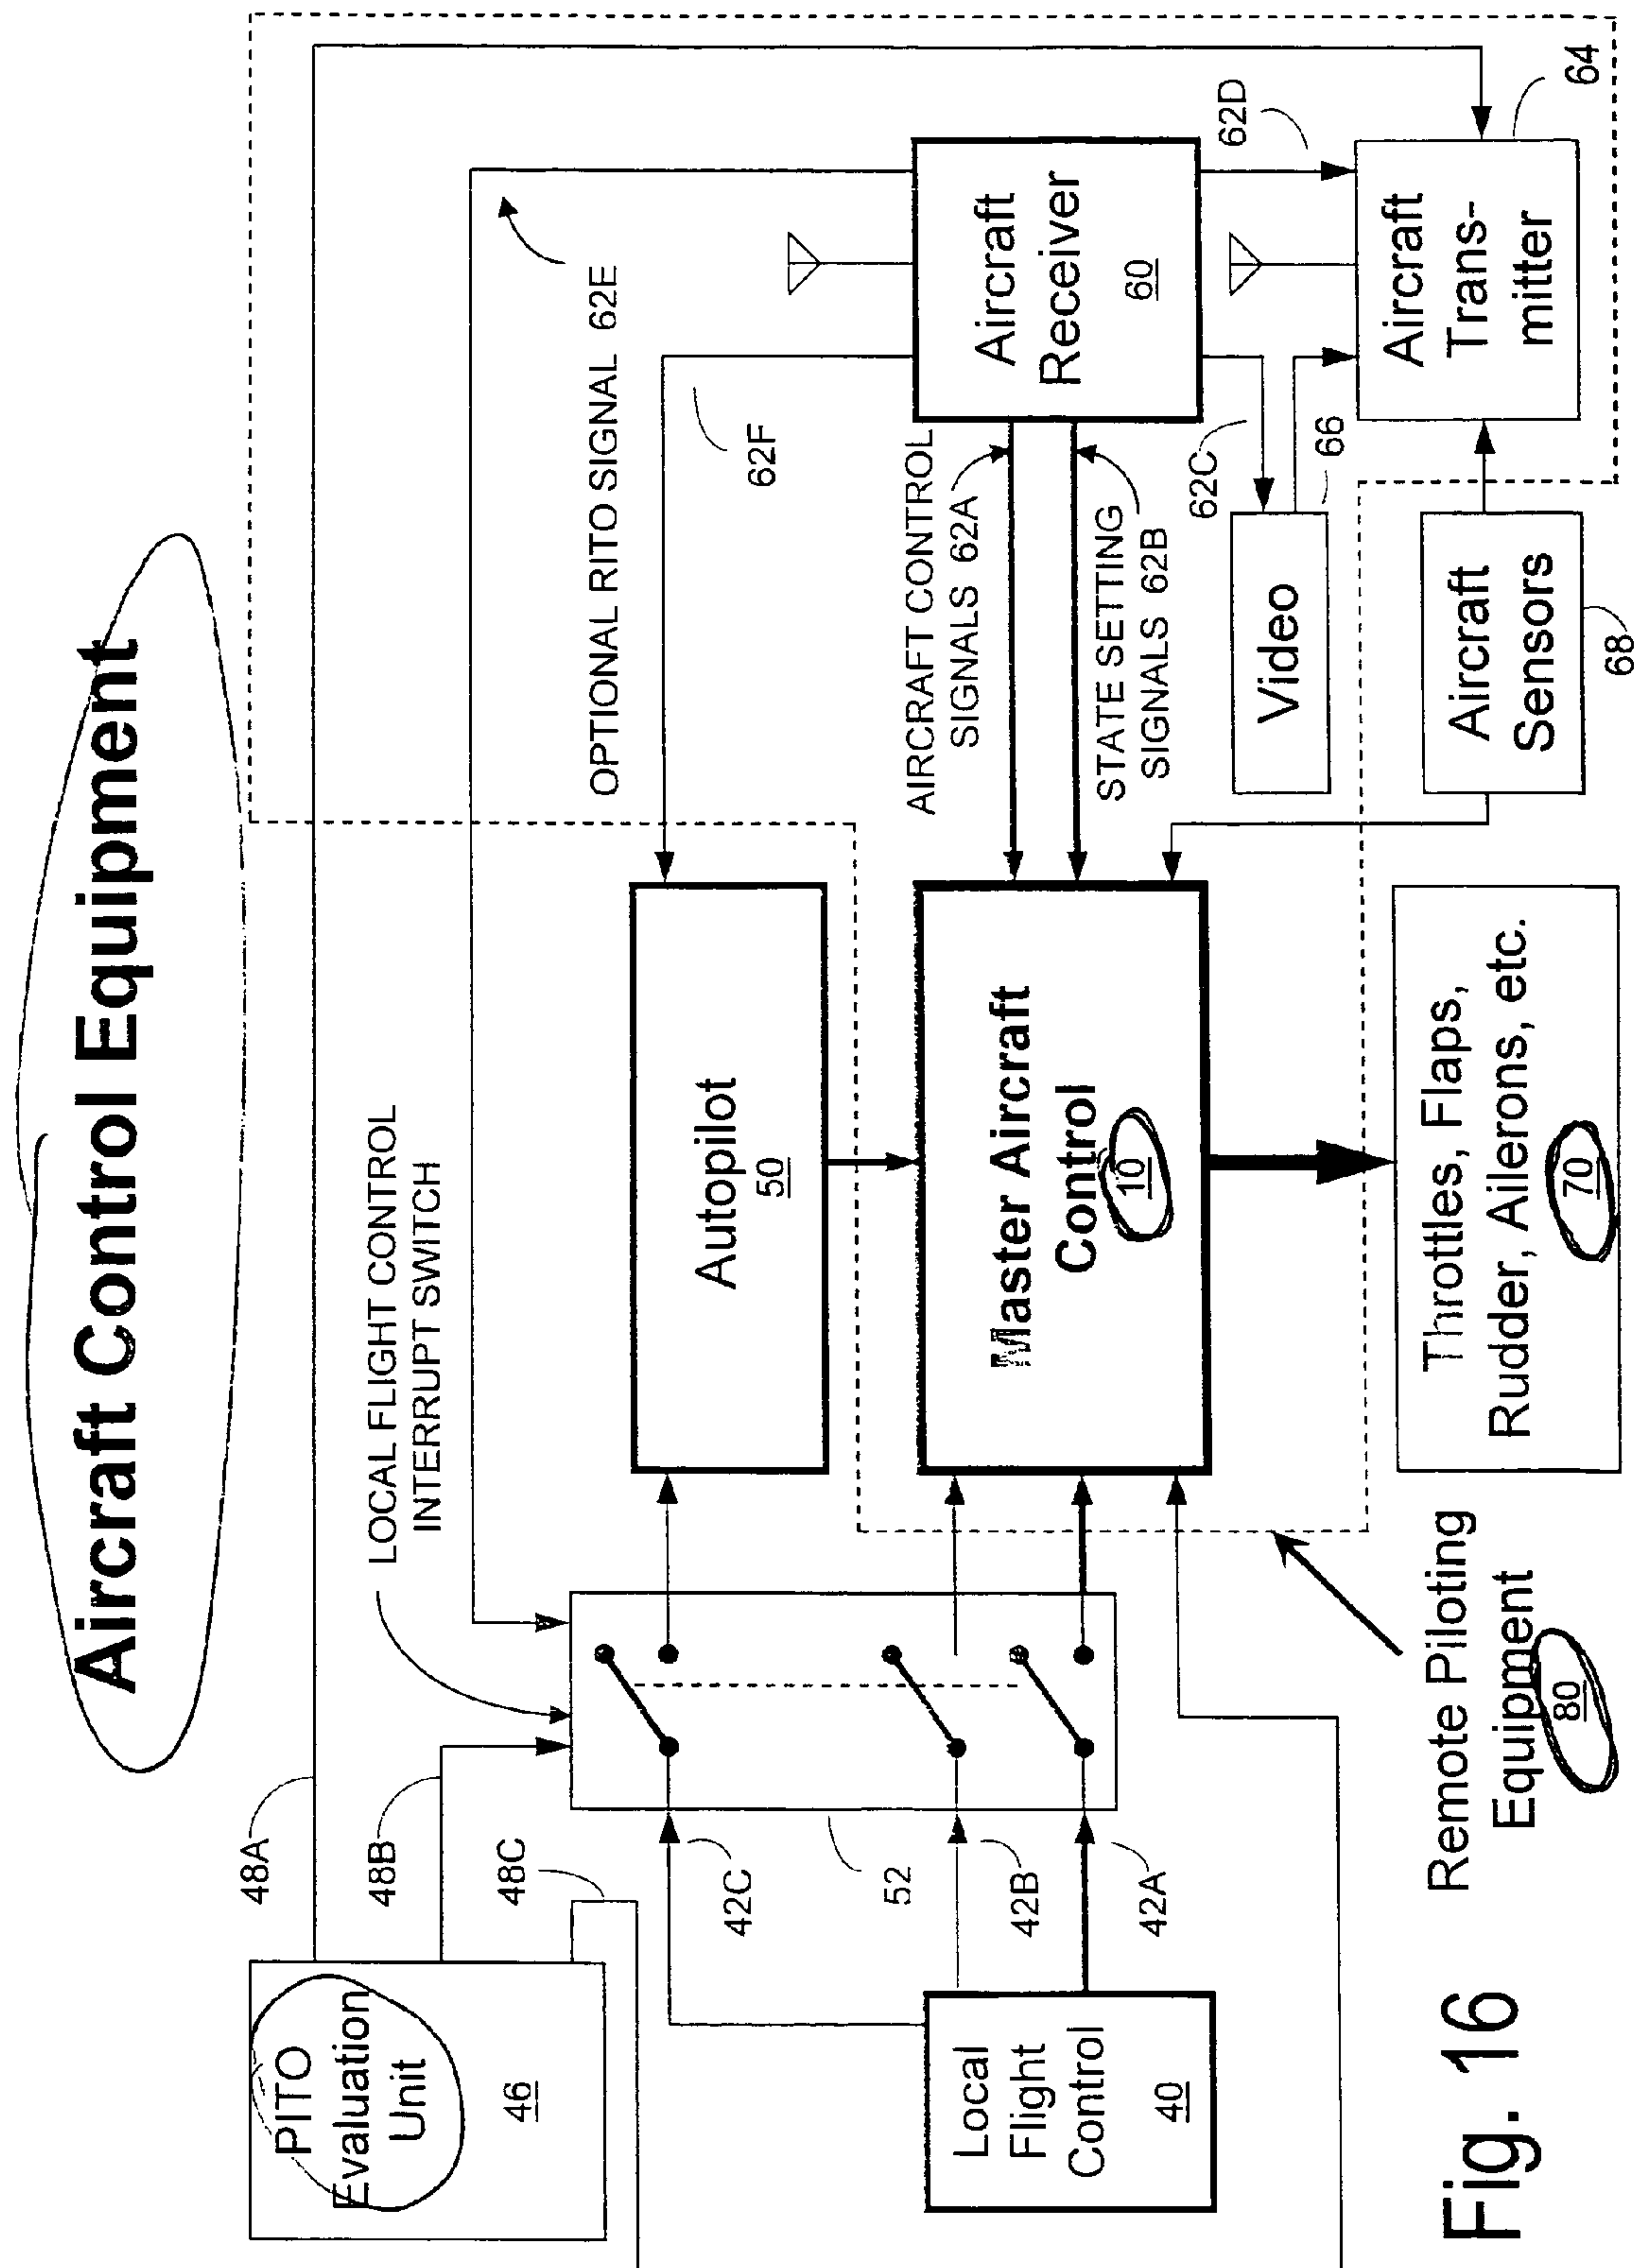 Aircraft Control Equipment
48A
48B
48C
LOCAL FLIGHT CONTROL
INTERRUPT SWITCH
PITO
Evaluation
Unit
46
OPTIONAL RITO SIGNAL 62E
62F
42C
Autopilot
50
52
42B
42A
Local
Flight
Control
40
Master Aircraft
Control
10
AIRCRAFT CONTROL
SIGNALS 62A
STATE SETTING
SIGNALS 62B
Aircraft
Receiver
60
62C
62D
Video
66
Aircraft
Trans-
mitter
64
Aircraft
Sensors
68
Throttles, Flaps,
Rudder, Ailerons, etc.
70
Remote Piloting
Equipment
80
Fig. 16